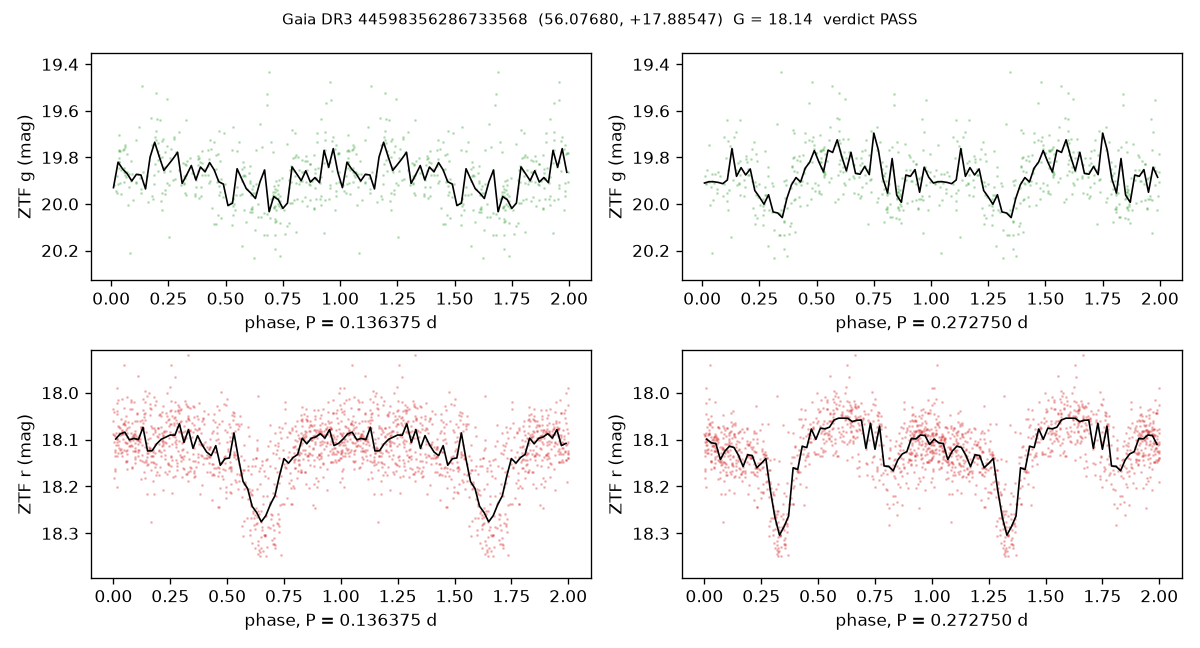 Gaia DR3 44598356286733568  (56.07680, +17.88547)  G = 18.14  verdict PASS
ZTF g (mag)
19.4
19.6
19.8
20.0
20.2
0.00 0.25 0.50 0.75 1.00 1.25 1.50 1.75 2.00
phase, P = 0.136375 d
ZTF g (mag)
19.4
19.6
19.8
20.0
20.2
0.00 0.25 0.50 0.75 1.00 1.25 1.50 1.75 2.00
phase, P = 0.272750 d
ZTF r (mag)
18.0
18.1
18.2
18.3
0.00 0.25 0.50 0.75 1.00 1.25 1.50 1.75 2.00
phase, P = 0.136375 d
ZTF r (mag)
18.0
18.1
18.2
18.3
0.00 0.25 0.50 0.75 1.00 1.25 1.50 1.75 2.00
phase, P = 0.272750 d